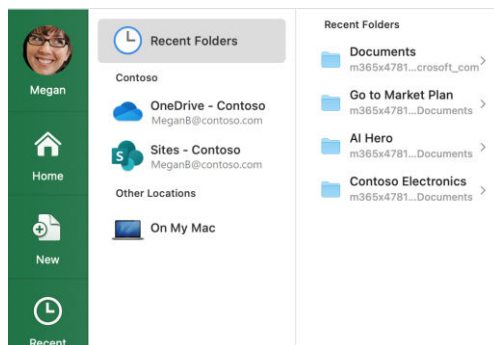 Megan
Home
New
Recent
Recent Folders
Contoso
OneDrive - Contoso
MeganB@contoso.com
S
Sites - Contoso
MeganB@contoso.com
Other Locations
On My Mac
Recent Folders
Documents
m365x4781...crosoft_com
Go to Market Plan
m365x4781...Documents
AI Hero
m365x4781...Documents
Contoso Electronics
m365x4781...Documents